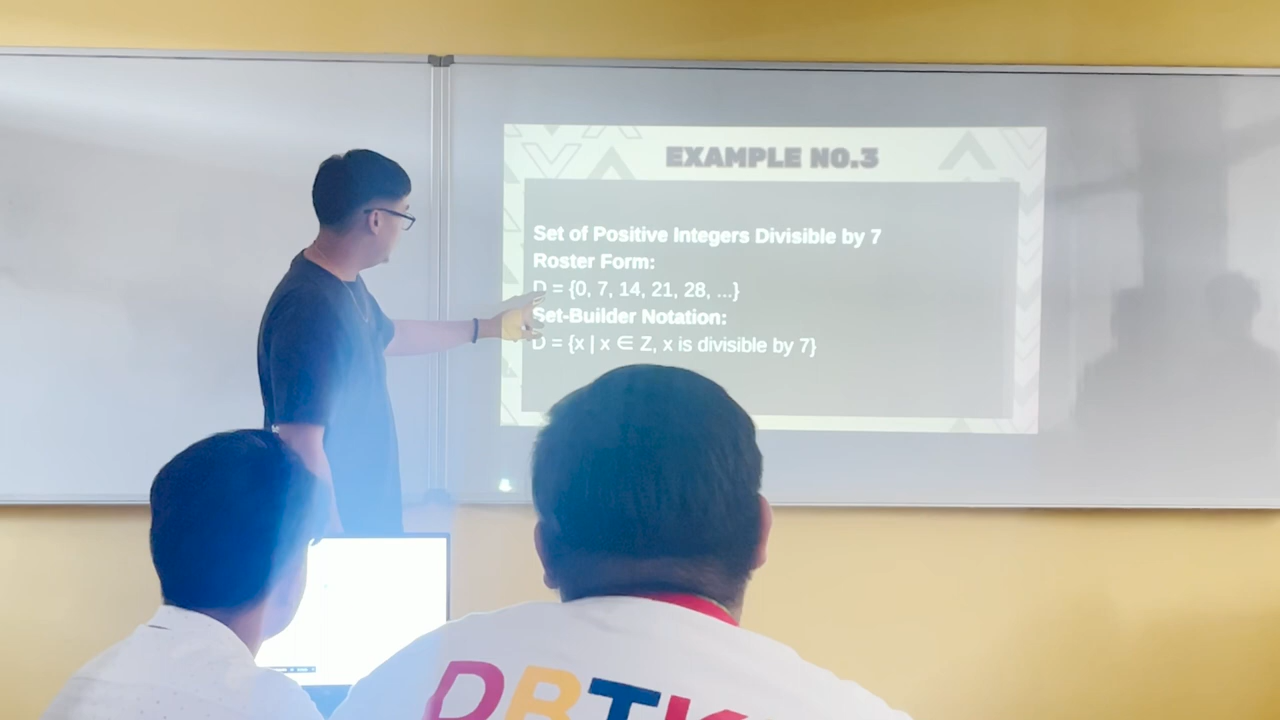 EXAMPLE NO.3
Set of Positive Integers Divisible by 7
Roster Form:
D = {0, 7, 14, 21, 28, ...}
Set-Builder Notation:
D = {x | x ∈ Z, x is divisible by 7}
DBTK